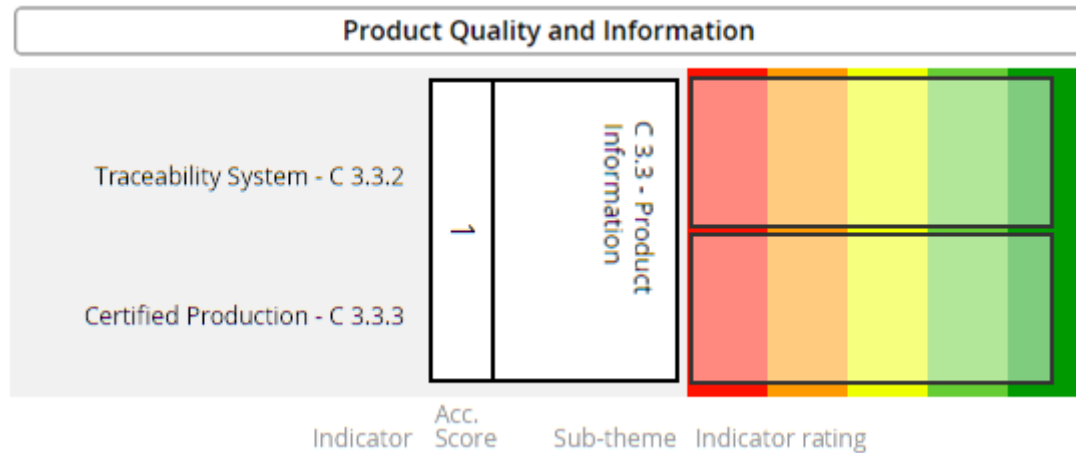 Product Quality and Information
Traceability System - C 3.3.2
Certified Production - C 3.3.3
1
C 3.3 - Product
Information
Indicator
Acc.
Score
Sub-theme
Indicator rating